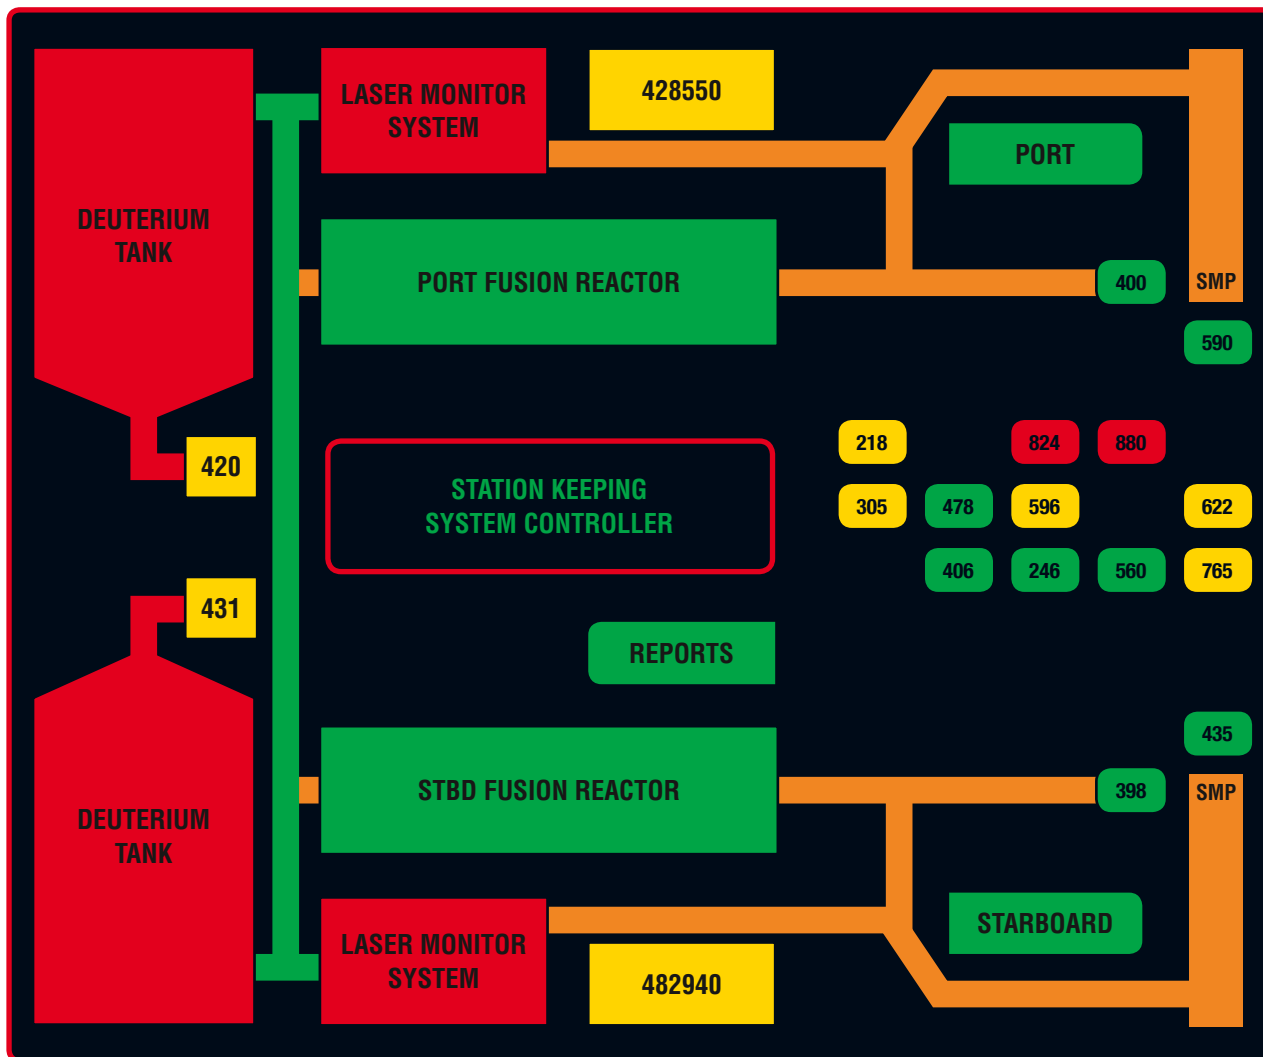 LASER MONITOR
SYSTEM
428550
PORT
DEUTERIUM
TANK
PORT FUSION REACTOR
400
SMP
590
420
STATION KEEPING
SYSTEM CONTROLLER
218
824
880
305
478
596
622
406
246
560
765
431
REPORTS
435
STBD FUSION REACTOR
398
SMP
DEUTERIUM
TANK
LASER MONITOR
SYSTEM
482940
STARBOARD